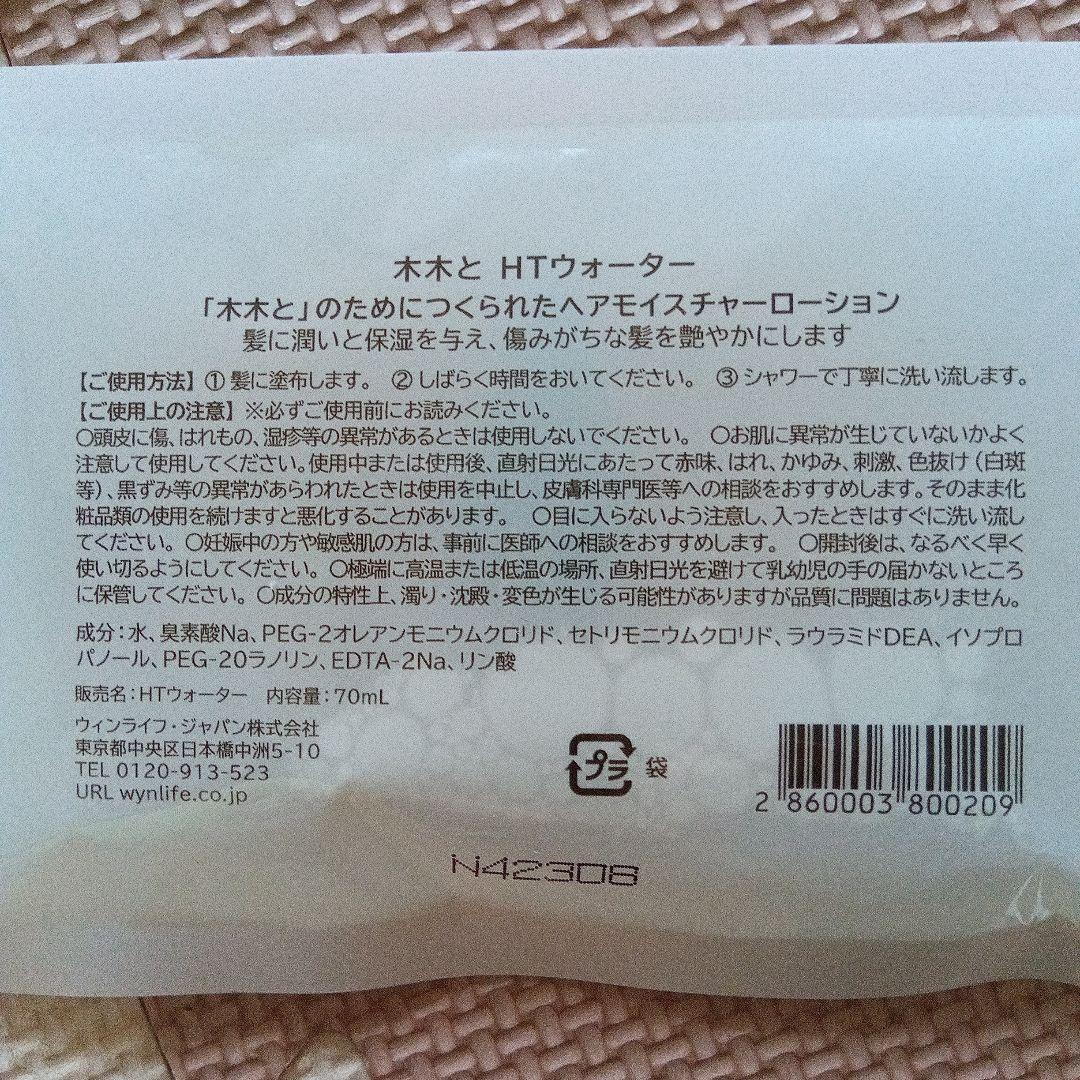 木木と HTウォーター
「木木と」のためにつくられたヘアモイスチャーローション
髪に潤いと保湿を与え、傷みがちな髪を艶やかにします
【ご使用方法】①髪に塗布します。 ②しばらく時間をおいてください。 ③シャワーで丁寧に洗い流します。
【ご使用上の注意】※必ずご使用前にお読みください。
〇頭皮に傷、はれもの、湿疹等の異常があるときは使用しないでください。 〇お肌に異常が生じていないかよく
注意して使用してください。使用中または使用後、直射日光にあたって赤味、はれ、かゆみ、刺激、色抜け（白斑
等）、黒ずみ等の異常があらわれたときは使用を中止し、皮膚科専門医等への相談をおすすめします。そのまま化
粧品類の使用を続けますと悪化することがあります。 〇目に入らないよう注意し、入ったときはすぐに洗い流し
てください。 〇妊娠中の方や敏感肌の方は、事前に医師への相談をおすすめします。 〇開封後は、なるべく早く
使い切るようにしてください。 〇極端に高温または低温の場所、直射日光を避けて乳幼児の手の届かないところ
に保管してください。 〇成分の特性上、濁り・沈殿・変色が生じる可能性がありますが品質に問題はありません。
成分：水、臭素酸Na、PEG-2オレアンモニウムクロリド、セトリモニウムクロリド、ラウラミドDEA、イソプロ
パノール、PEG-20ラノリン、EDTA-2Na、リン酸
販売名：HTウォーター 内容量：70mL
ウィンライフ・ジャパン株式会社
東京都中央区日本橋中洲5-10
TEL 0120-913-523
URL wynlife.co.jp
プラ 袋
2 860003 800209
N42308